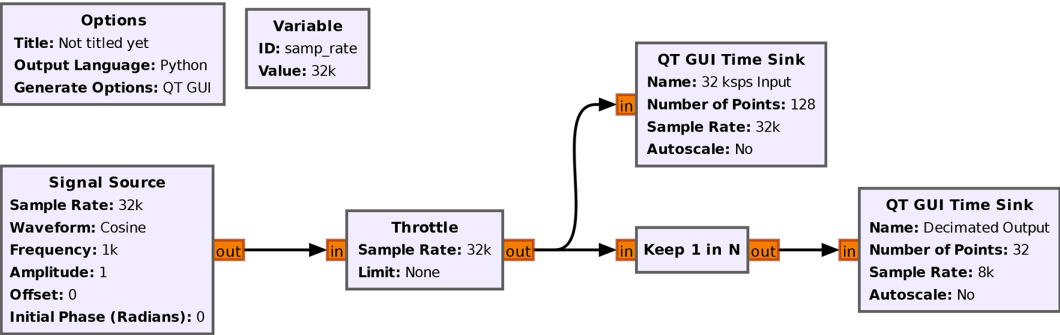 Options
Title: Not titled yet
Output Language: Python
Generate Options: QT GUI
Variable
ID: samp_rate
Value: 32k
QT GUI Time Sink
Name: 32 ksps Input
Number of Points: 128
Sample Rate: 32k
Autoscale: No
in
Signal Source
Sample Rate: 32k
Waveform: Cosine
Frequency: 1k
Amplitude: 1
Offset: 0
Initial Phase (Radians): 0
out
in
Throttle
Sample Rate: 32k
Limit: None
out
in
Keep 1 in N
out
in
QT GUI Time Sink
Name: Decimated Output
Number of Points: 32
Sample Rate: 8k
Autoscale: No